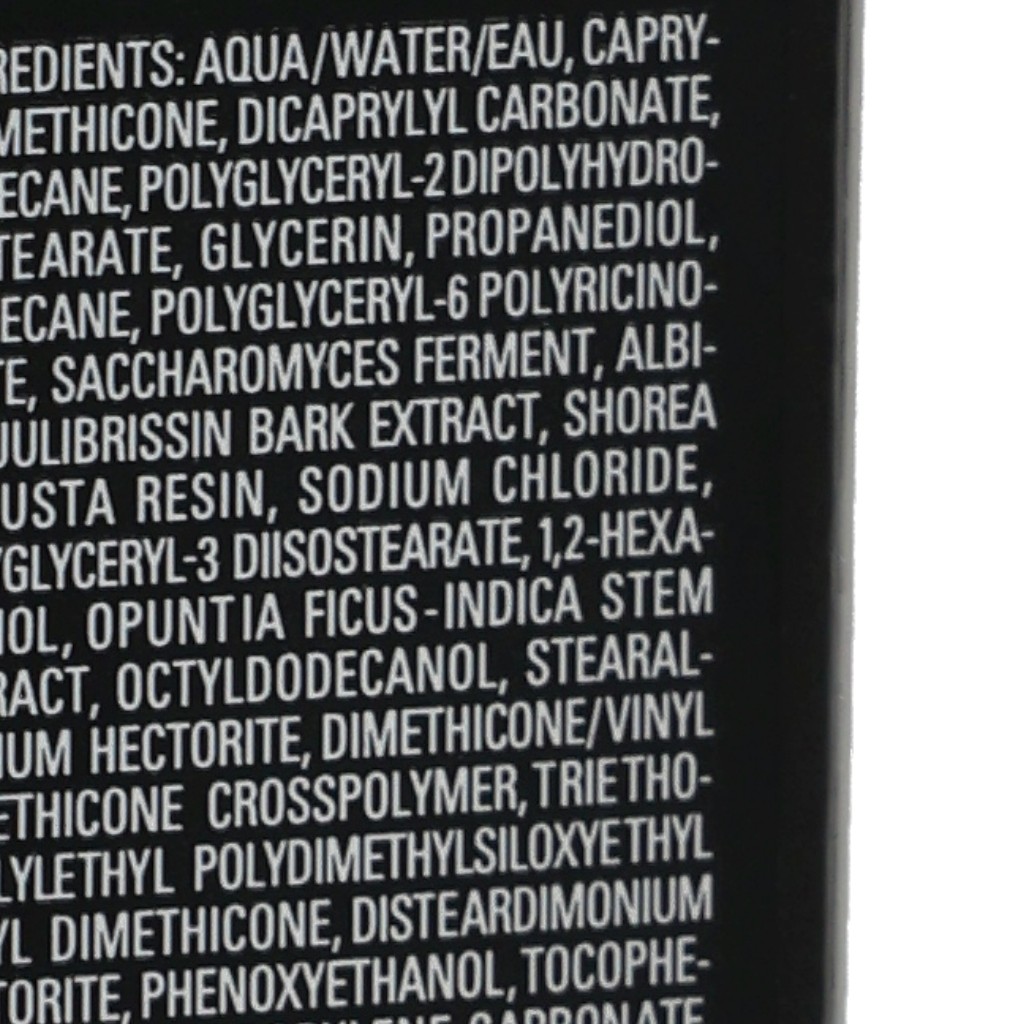 REDIENTS: AQUA/WATER/EAU, CAPRY-
METHICONE, DICAPRYLYL CARBONATE,
ECANE, POLYGLYCERYL-2 DIPOLYHYDRO-
TEARATE, GLYCERIN, PROPANEDIOL,
ECANE, POLYGLYCERYL-6 POLYRICINO-
TE, SACCHAROMYCES FERMENT, ALBI-
JULIBRISSIN BARK EXTRACT, SHOREA
USTA RESIN, SODIUM CHLORIDE,
YGLYCERYL-3 DIISOSTEARATE, 1,2-HEXA-
IOL, OPUNTIA FICUS-INDICA STEM
RACT, OCTYLDODECANOL, STEARAL-
IUM HECTORITE, DIMETHICONE/VINYL
ETHICONE CROSSPOLYMER, TRIETHO-
LYLETHYL POLYDIMETHYLSILOXYETHYL
YL DIMETHICONE, DISTEARDIMONIUM
TORITE, PHENOXYETHANOL, TOCOPHE-
CARBONATE